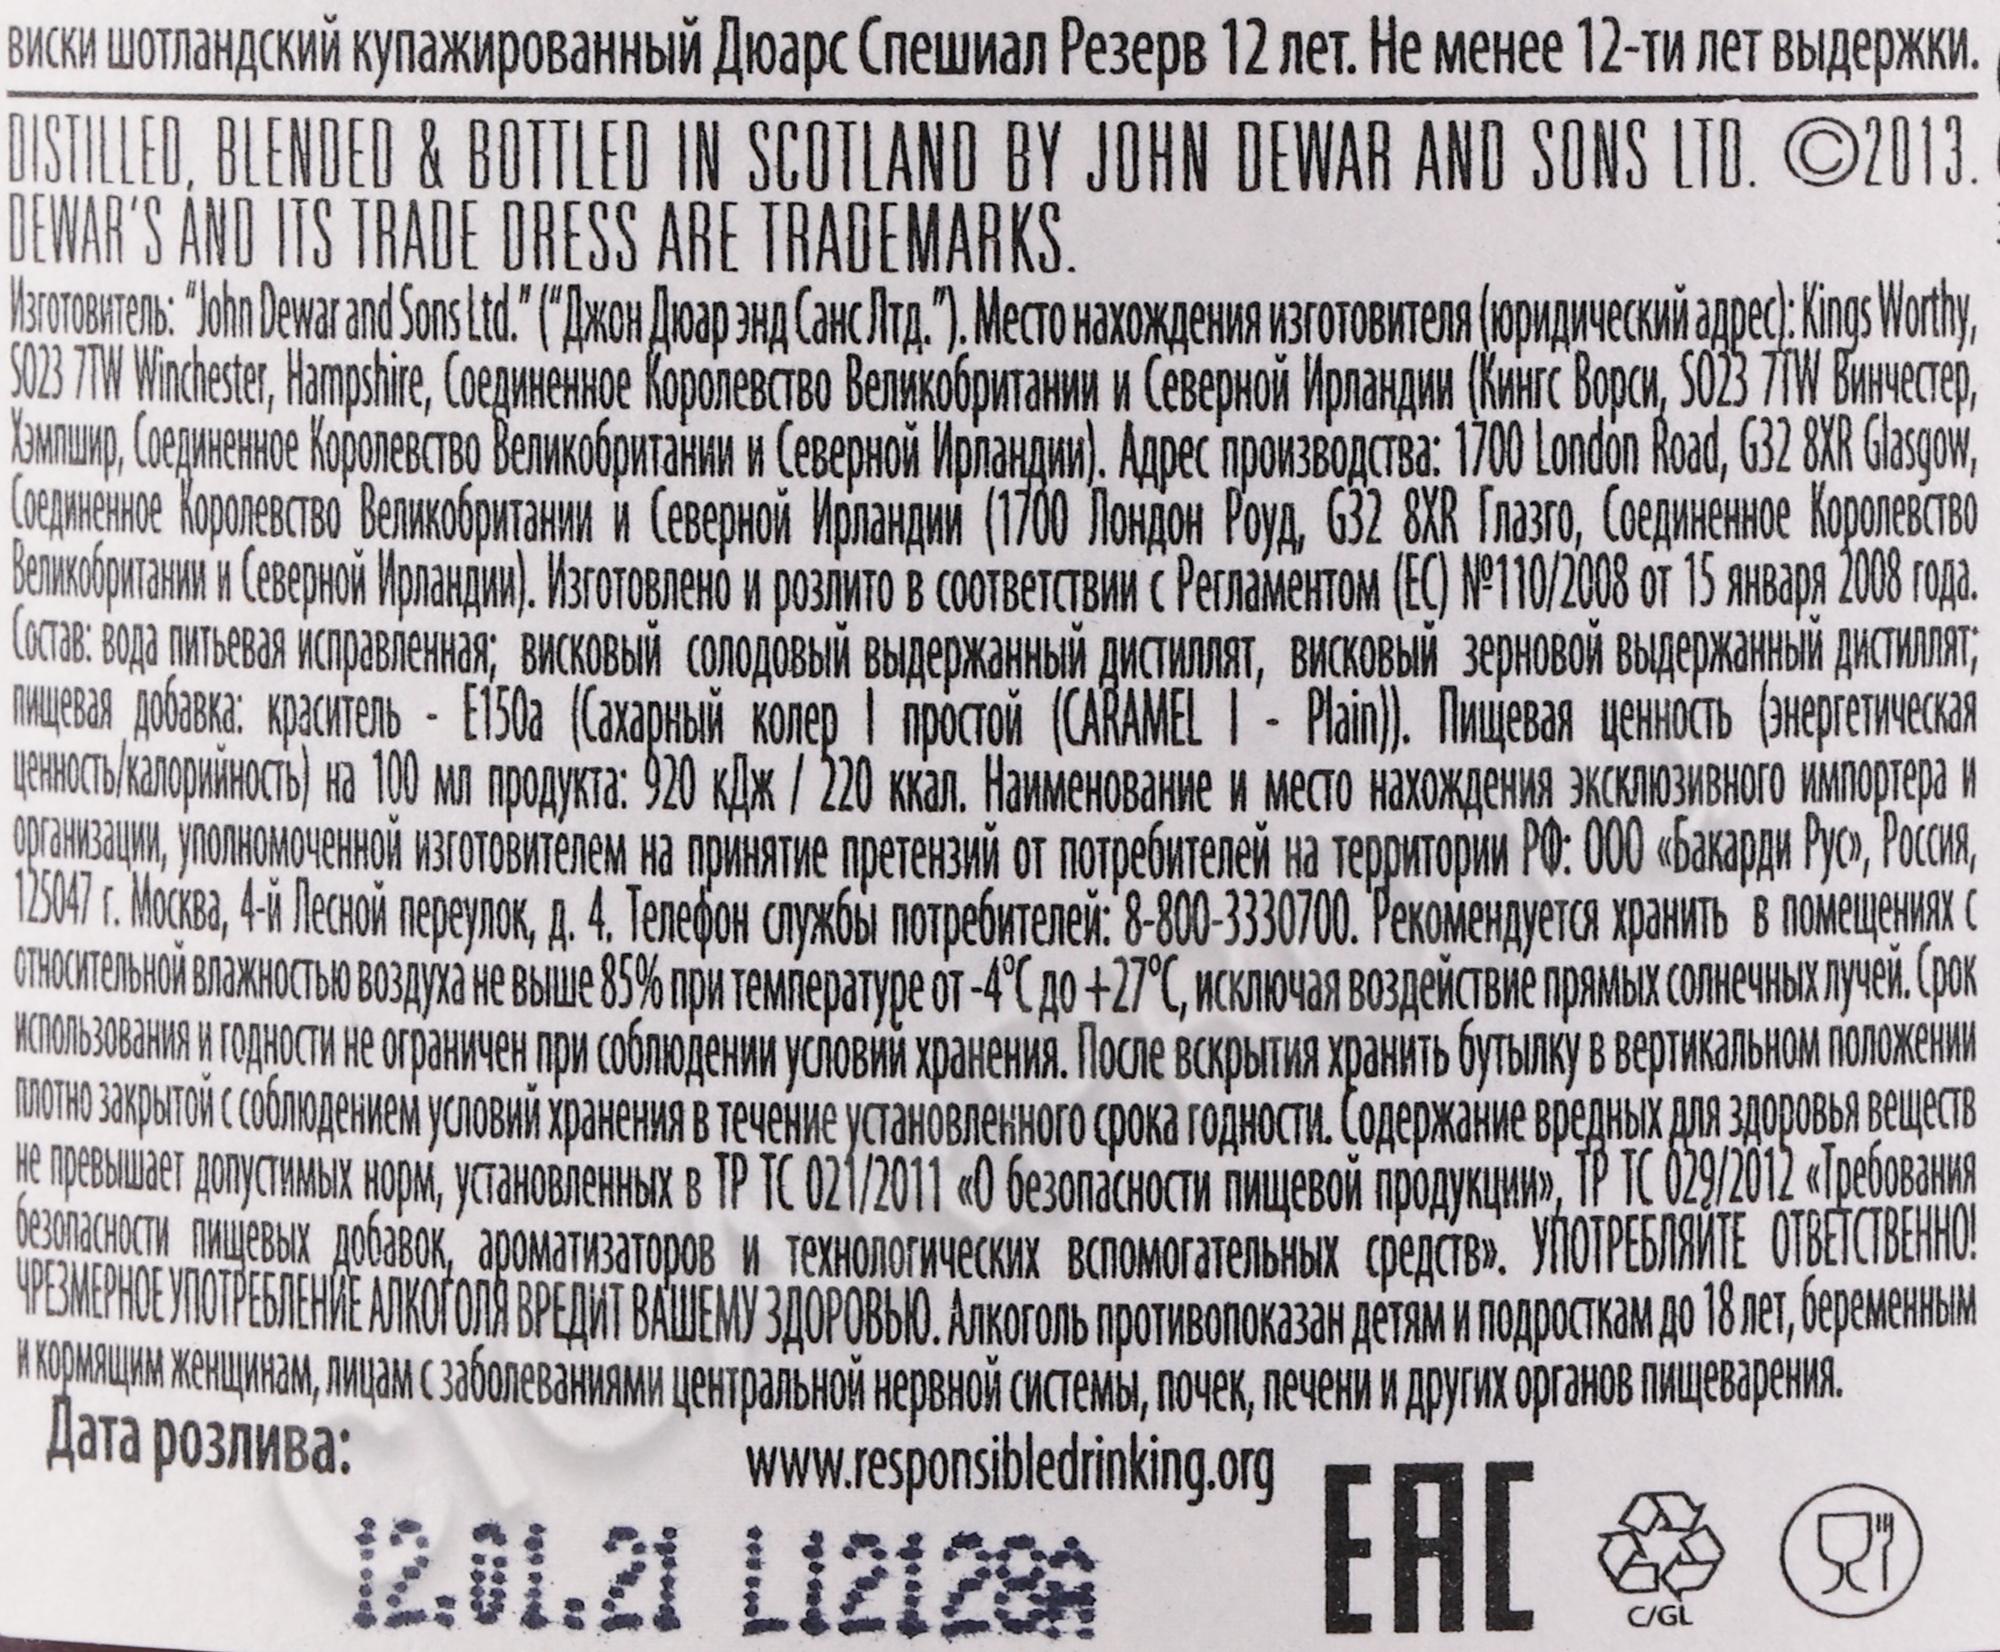 виски шотландский купажированный Дюарс Спешиал Резерв 12 лет. Не менее 12-ти лет выдержки.
DISTILLED, BLENDED & BOTTLED IN SCOTLAND BY JOHN DEWAR AND SONS LTD. ©2013.
DEWAR'S AND ITS TRADE DRESS ARE TRADEMARKS.
Изготовитель: “John Dewar and Sons Ltd.” (“Джон Дюар энд Санс Лтд.”). Место нахождения изготовителя (юридический адрес): Kings Worthy,
SO23 7TW Winchester, Hampshire, Соединенное Королевство Великобритании и Северной Ирландии (Кингс Ворси, SO23 7TW Винчестер,
Хэмпшир, Соединенное Королевство Великобритании и Северной Ирландии). Адрес производства: 1700 London Road, G32 8XR Glasgow,
Соединенное Королевство Великобритании и Северной Ирландии (1700 Лондон Роуд, G32 8XR Глазго, Соединенное Королевство
Великобритании и Северной Ирландии). Изготовлено и розлито в соответствии с Регламентом (ЕС) №110/2008 от 15 января 2008 года.
Состав: вода питьевая исправленная; висковый солодовый выдержанный дистиллят, висковый зерновой выдержанный дистиллят;
пищевая добавка: краситель - Е150а (Сахарный колер I простой (CARAMEL I - Plain)). Пищевая ценность (энергетическая
ценность/калорийность) на 100 мл продукта: 920 кДж / 220 ккал. Наименование и место нахождения эксклюзивного импортера и
организации, уполномоченной изготовителем на принятие претензий от потребителей на территории РФ: ООО «Бакарди Рус», Россия,
125047 г. Москва, 4-й Лесной переулок, д. 4. Телефон службы потребителей: 8-800-3330700. Рекомендуется хранить в помещениях с
относительной влажностью воздуха не выше 85% при температуре от -4°С до +27°С, исключая воздействие прямых солнечных лучей. Срок
использования и годности не ограничен при соблюдении условий хранения. После вскрытия хранить бутылку в вертикальном положении
плотно закрытой с соблюдением условий хранения в течение установленного срока годности. Содержание вредных для здоровья веществ
не превышает допустимых норм, установленных в ТР ТС 021/2011 «О безопасности пищевой продукции», ТР ТС 029/2012 «Требования
безопасности пищевых добавок, ароматизаторов и технологических вспомогательных средств». УПОТРЕБЛЯЙТЕ ОТВЕТСТВЕННО!
ЧРЕЗМЕРНОЕ УПОТРЕБЛЕНИЕ АЛКОГОЛЯ ВРЕДИТ ВАШЕМУ ЗДОРОВЬЮ. Алкоголь противопоказан детям и подросткам до 18 лет, беременным
и кормящим женщинам, лицам с заболеваниями центральной нервной системы, почек, печени и других органов пищеварения.
Дата розлива:
www.responsibledrinking.org
EAC
12.01.21 L12128A
C/GL